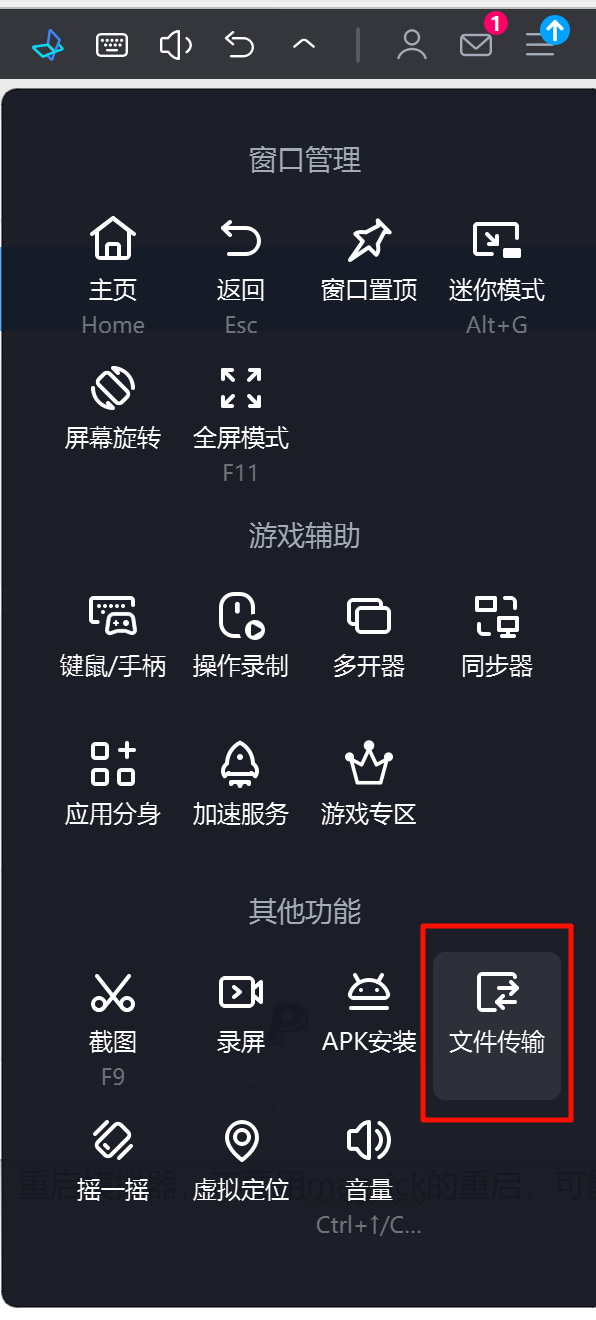 1
窗口管理
主页 返回 窗口置顶 迷你模式
Home Esc Alt+G
屏幕旋转 全屏模式
F11
游戏辅助
键鼠/手柄 操作录制 多开器 同步器
应用分身 加速服务 游戏专区
其他功能
截图 录屏 APK安装 文件传输
F9
摇一摇 虚拟定位 音量
Ctrl+↑/C...